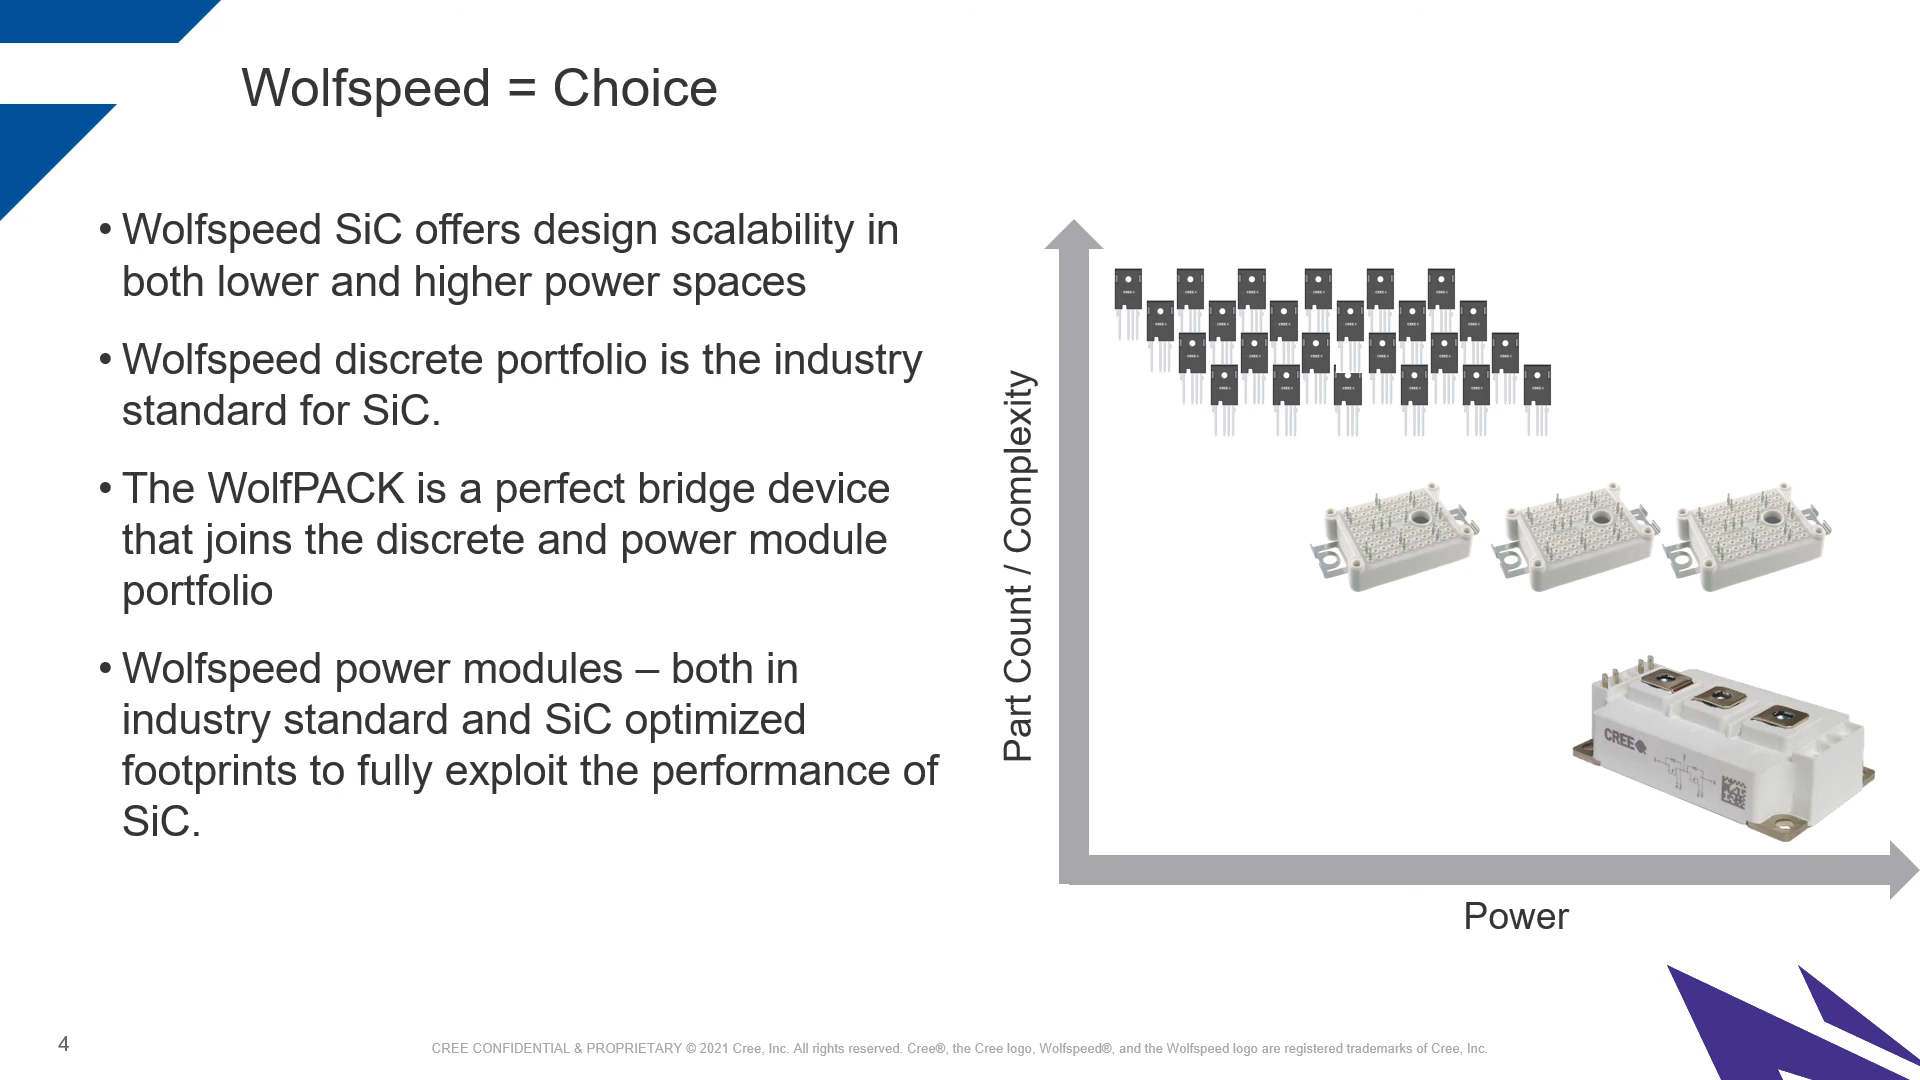 Wolfspeed = Choice
• Wolfspeed SiC offers design scalability in
both lower and higher power spaces
• Wolfspeed discrete portfolio is the industry
standard for SiC.
• The WolfPACK is a perfect bridge device
that joins the discrete and power module
portfolio
• Wolfspeed power modules – both in
industry standard and SiC optimized
footprints to fully exploit the performance of
SiC.
Part Count / Complexity
CREE
Power
4
CREE CONFIDENTIAL & PROPRIETARY © 2021 Cree, Inc. All rights reserved. Cree®, the Cree logo, Wolfspeed®, and the Wolfspeed logo are registered trademarks of Cree, Inc.